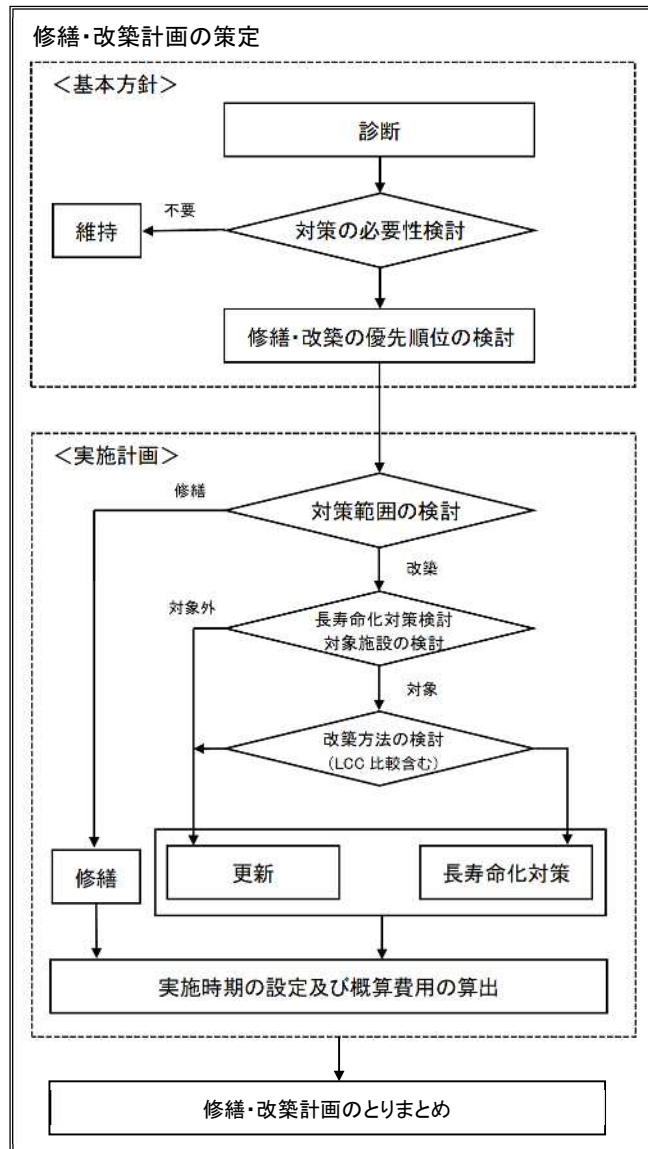 修繕・改築計画の策定
＜基本方針＞
診断
不要
維持
対策の必要性検討
修繕・改築の優先順位の検討
＜実施計画＞
修繕
対策範囲の検討
改築
対象外
長寿命化対策検討
対象施設の検討
対象
改築方法の検討
(LCC 比較含む)
修繕
更新
長寿命化対策
実施時期の設定及び概算費用の算出
修繕・改築計画のとりまとめ